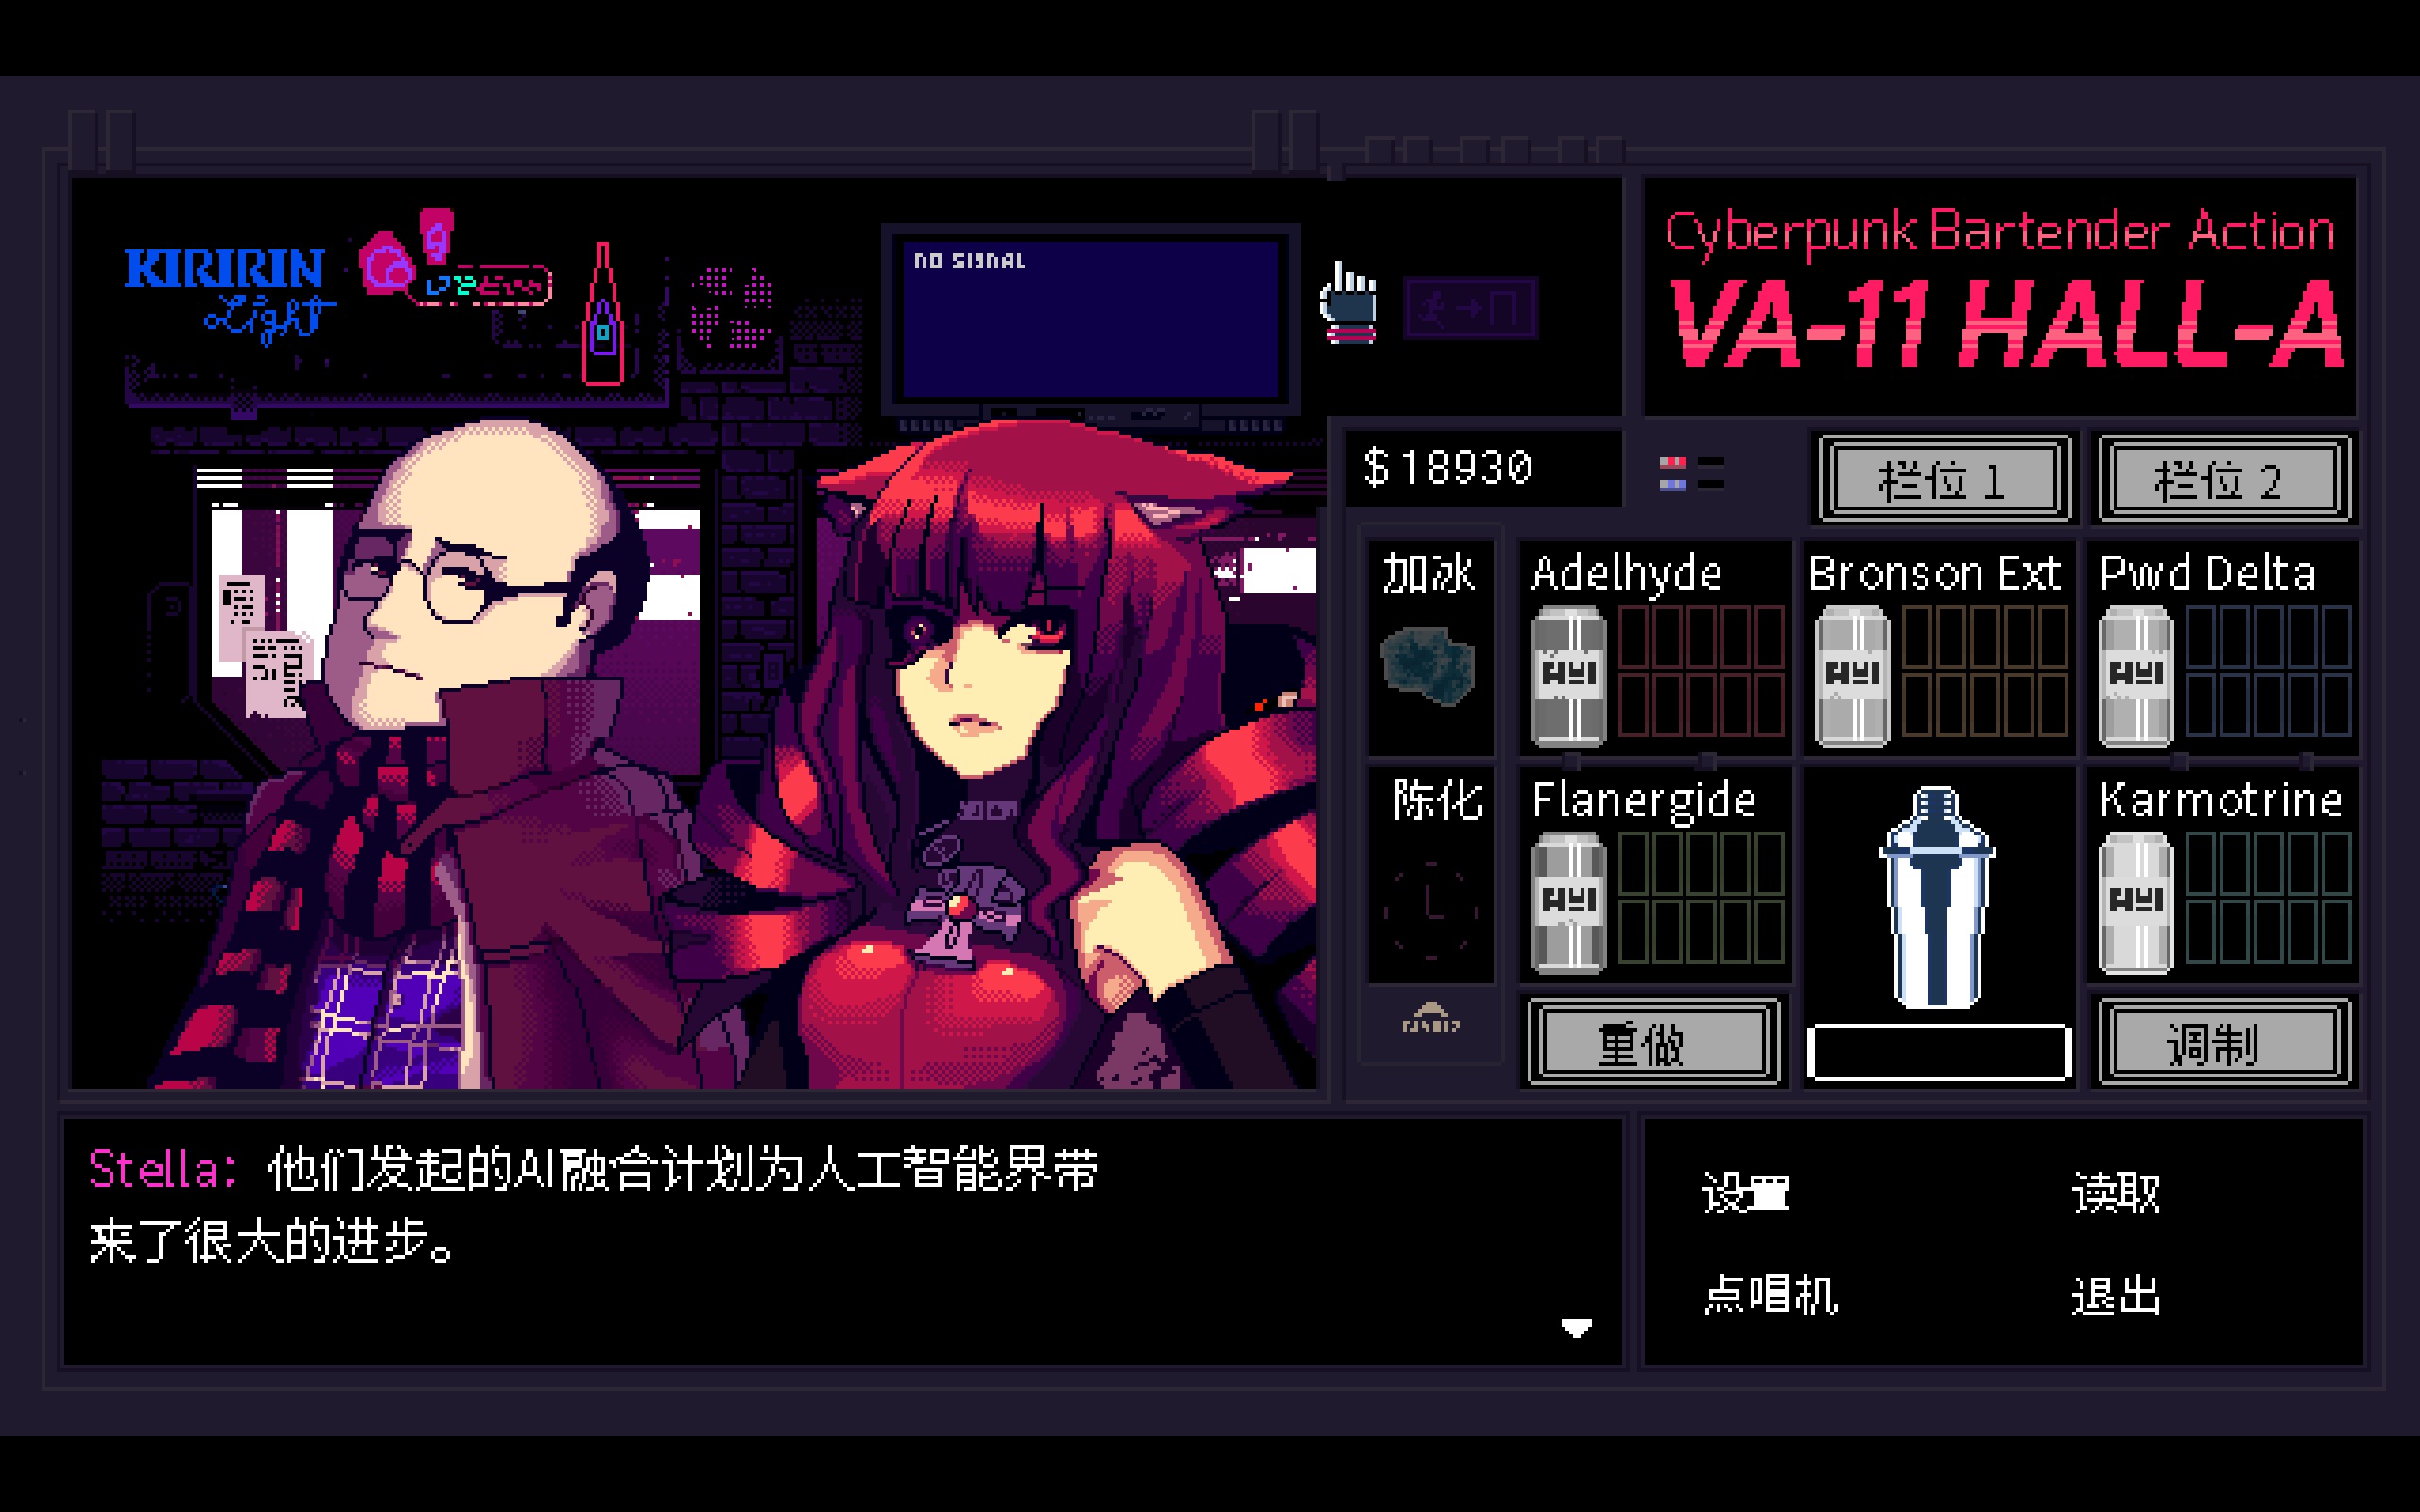 KIRIRIN
Light
NO SIGNAL
Cyberpunk Bartender Action
VA-11 HALL-A
$18930
栏位 1
栏位 2
加冰
Adelhyde
Bronson Ext
Pwd Delta
陈化
Flanergide
Karmotrine
重做
调制
Stella: 他们发起的AI融合计划为人工智能界带
来了很大的进步。
设置
读取
点唱机
退出